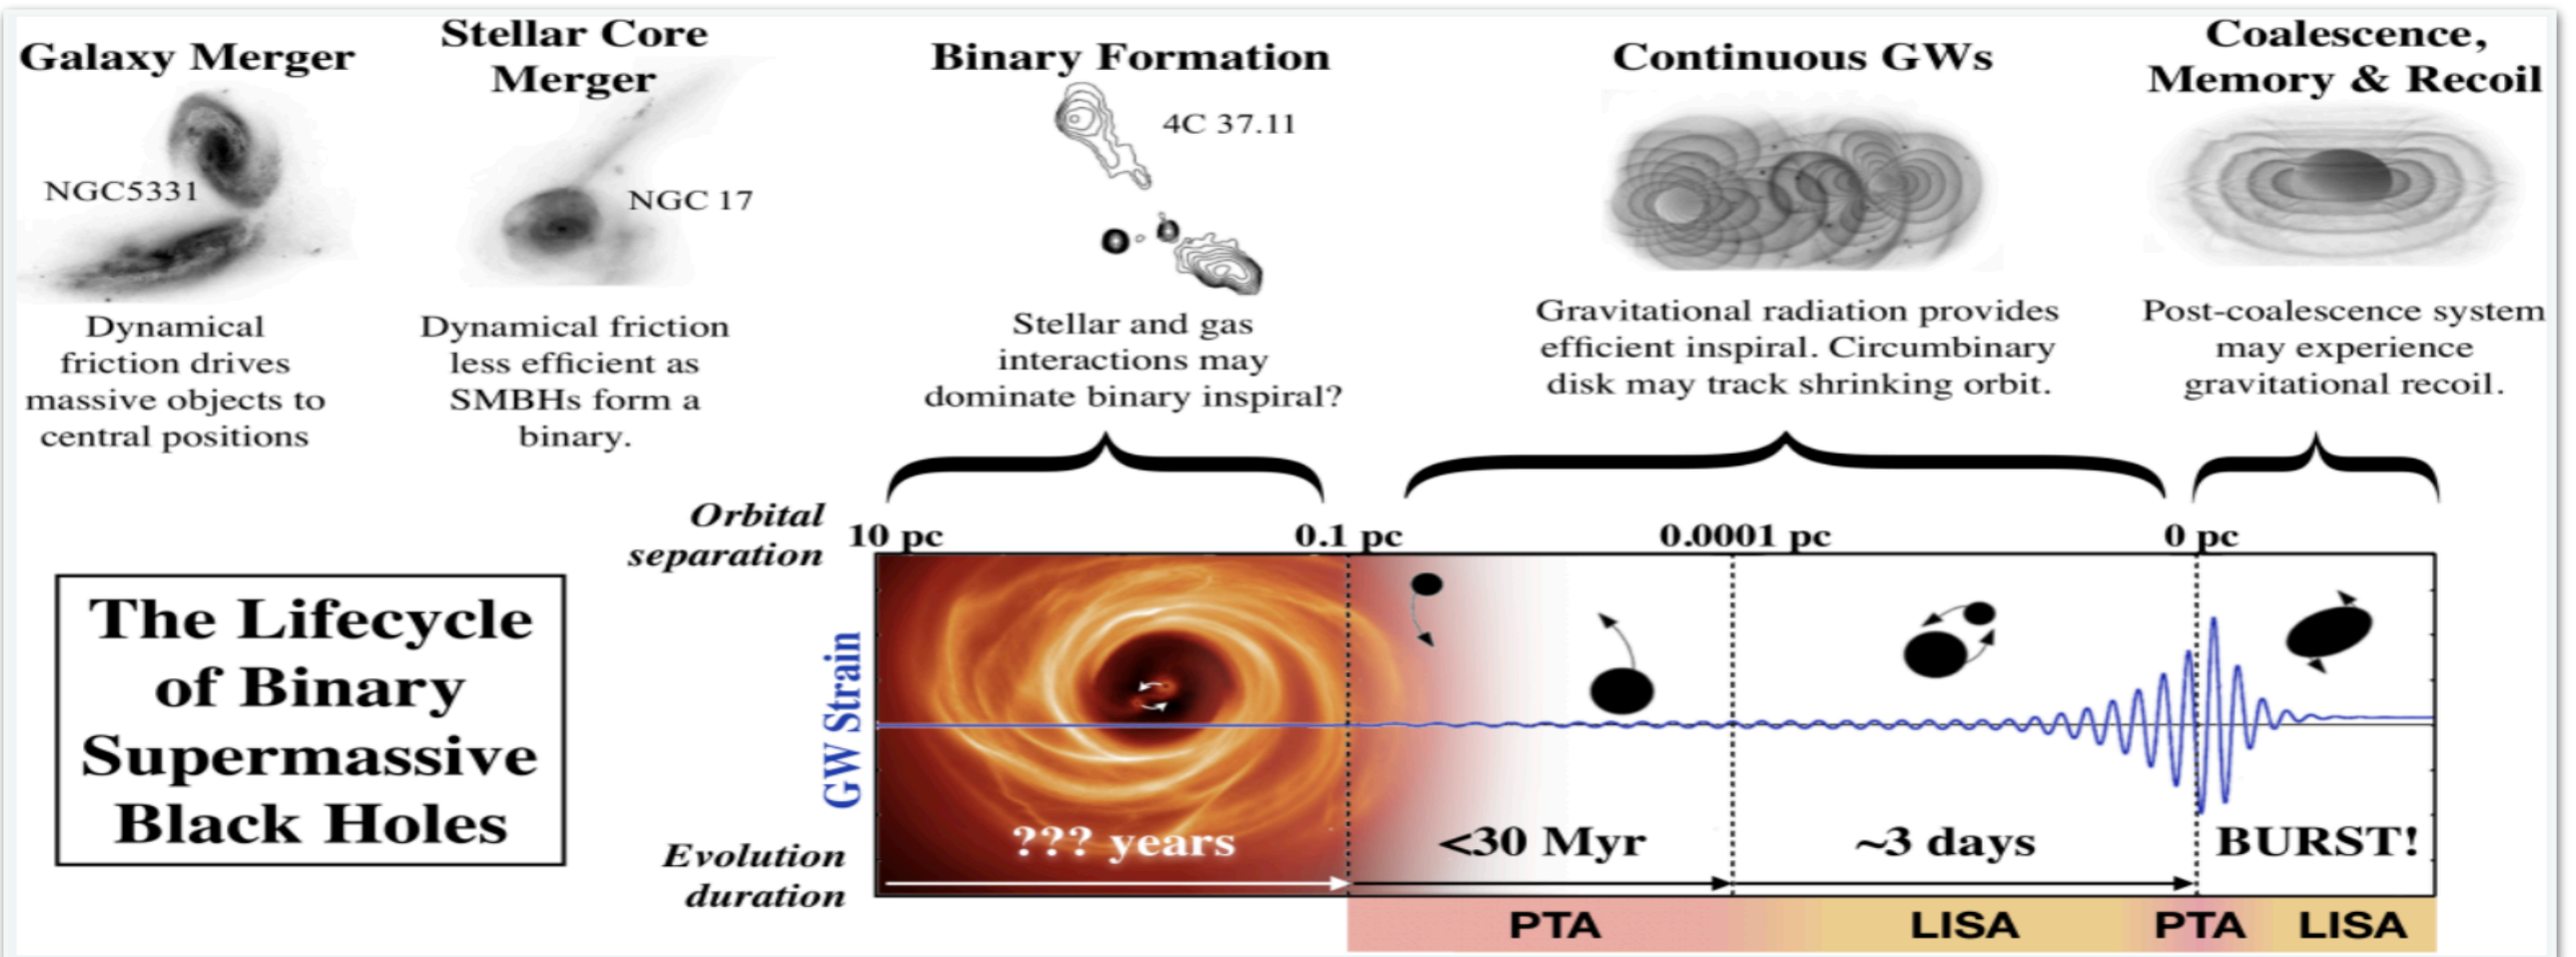 Galaxy Merger
NGC5331
Dynamical
friction drives
massive objects to
central positions
Stellar Core
Merger
NGC 17
Dynamical friction
less efficient as
SMBHs form a
binary.
Binary Formation
4C 37.11
Stellar and gas
interactions may
dominate binary inspiral?
Continuous GWs
Gravitational radiation provides
efficient inspiral. Circumbinary
disk may track shrinking orbit.
Coalescence,
Memory & Recoil
Post-coalescence system
may experience
gravitational recoil.
The Lifecycle
of Binary
Supermassive
Black Holes
Orbital
separation
10 pc
0.1 pc
0.0001 pc
0 pc
GW Strain
Evolution
duration
??? years
<30 Myr
~3 days
BURST!
PTA
LISA
PTA
LISA